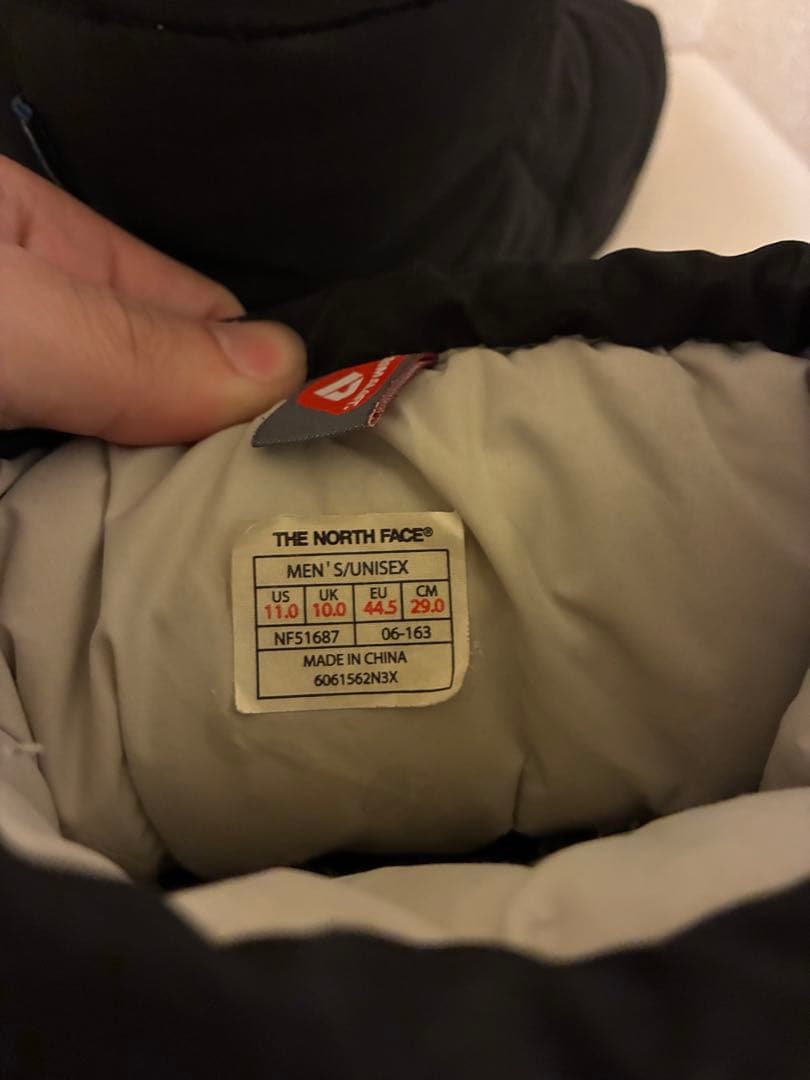 THE NORTH FACE®
MEN'S/UNISEX
US UK EU CM
11.0 10.0 44.5 29.0
NF51687 06-163
MADE IN CHINA
6061562N3X